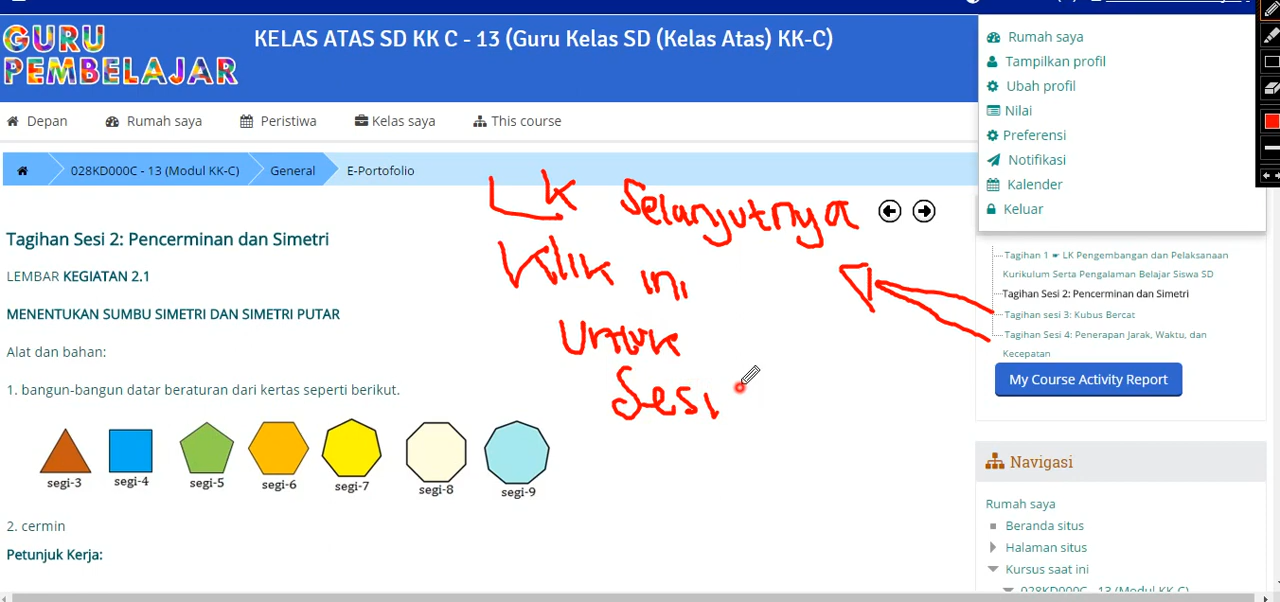 GURU
PEMBELAJAR
KELAS ATAS SD KK C - 13 (Guru Kelas SD (Kelas Atas) KK-C)
Depan
Rumah saya
Peristiwa
Kelas saya
This course
028KD000C - 13 (Modul KK-C)
General
E-Portofolio
LK Selanjutnya
Klik ini
Untuk
Sesi
Tagihan Sesi 2: Pencerminan dan Simetri
LEMBAR KEGIATAN 2.1
MENENTUKAN SUMBU SIMETRI DAN SIMETRI PUTAR
Alat dan bahan:
1. bangun-bangun datar beraturan dari kertas seperti berikut.
segi-3
segi-4
segi-5
segi-6
segi-7
segi-8
segi-9
2. cermin
Petunjuk Kerja:
Rumah saya
Tampilkan profil
Ubah profil
Nilai
Preferensi
Notifikasi
Kalender
Keluar
Tagihan 1 ☛ LK Pengembangan dan Pelaksanaan
Kurikulum Serta Pengalaman Belajar Siswa SD
Tagihan Sesi 2: Pencerminan dan Simetri
Tagihan sesi 3: Kubus Bercat
Tagihan Sesi 4: Penerapan Jarak, Waktu, dan
Kecepatan
My Course Activity Report
Navigasi
Rumah saya
Beranda situs
Halaman situs
Kursus saat ini
028KD000C - 13 (Modul KK-C)